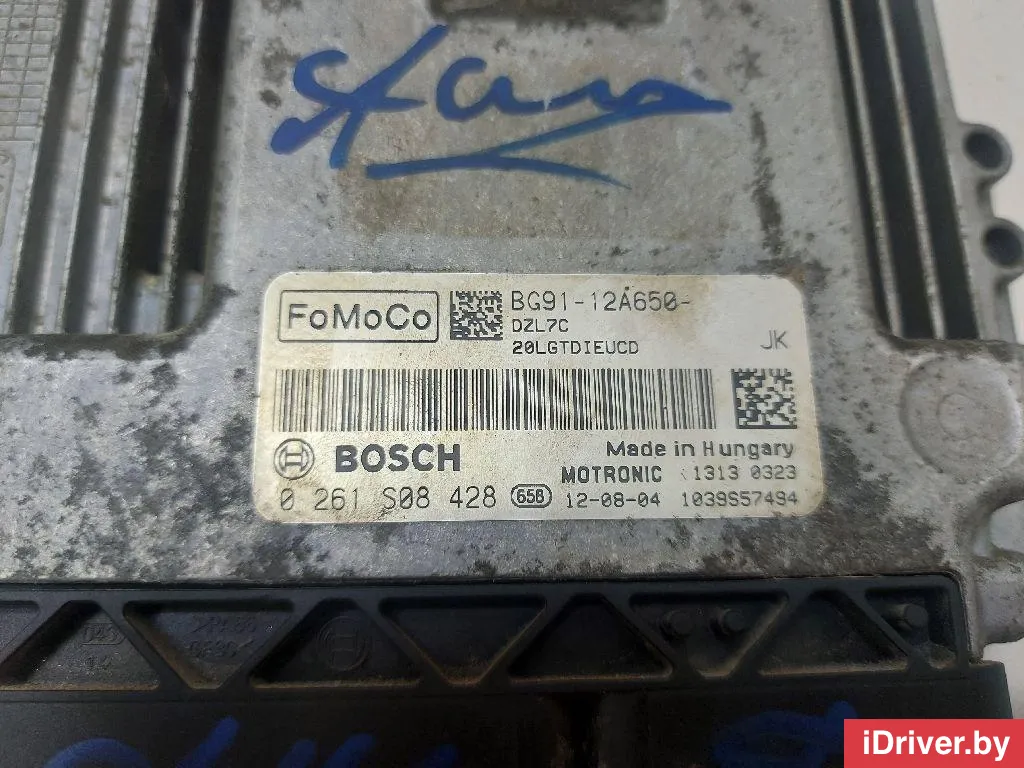 FoMoCo
BG91-12A650-
DZL7C
20LGTDIEUCD
JK
BOSCH
Made in Hungary
MOTRONIC 1313 0323
0 261 S08 428 658 12-08-04 1039S57494
iDriver.by